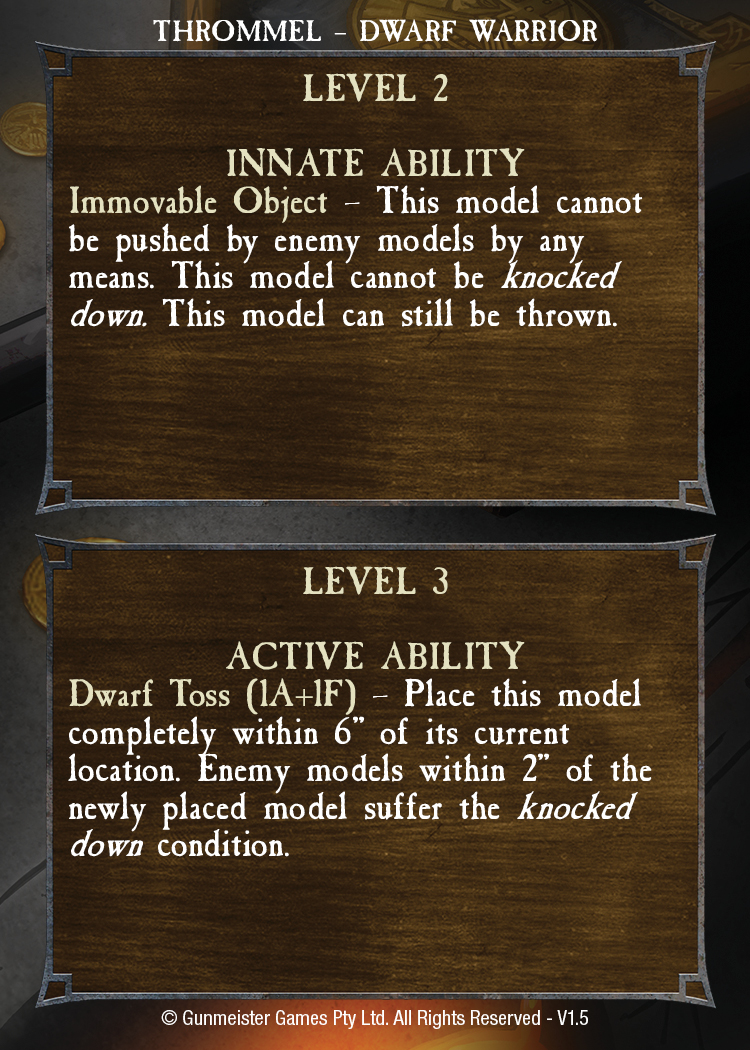 THROMMEL – DWARF WARRIOR
LEVEL 2
INNATE ABILITY
Immovable Object – This model cannot
be pushed by enemy models by any
means. This model cannot be knocked
down. This model can still be thrown.
LEVEL 3
ACTIVE ABILITY
Dwarf Toss (1A+1F) – Place this model
completely within 6” of its current
location. Enemy models within 2” of the
newly placed model suffer the knocked
down condition.
© Gunmeister Games Pty Ltd. All Rights Reserved - V1.5